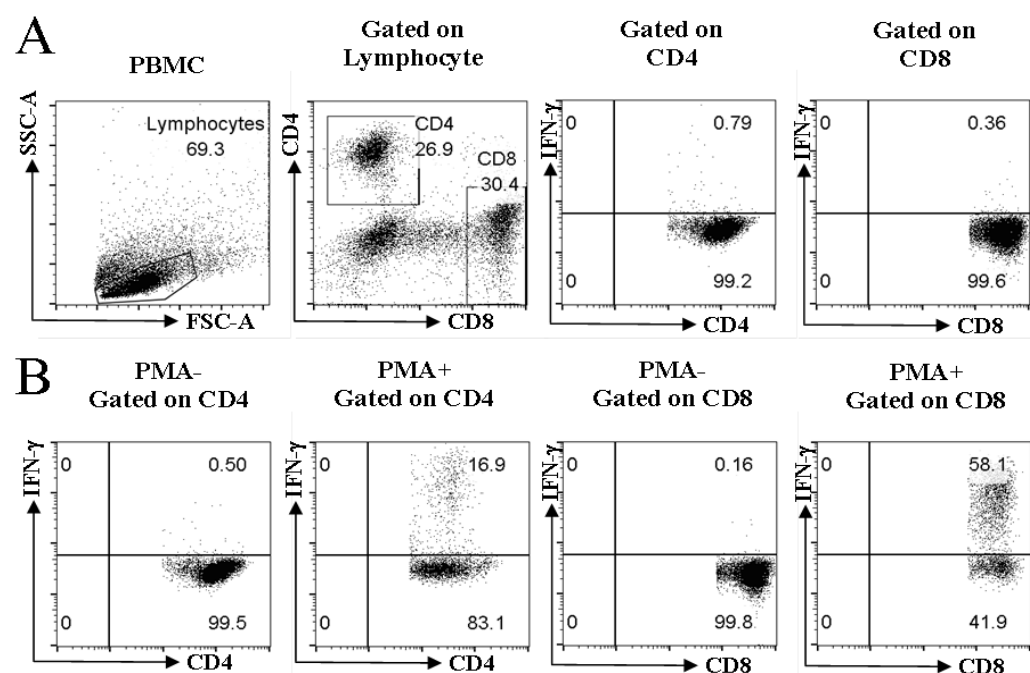 A
PBMC
Gated on
Lymphocyte
Gated on
CD4
Gated on
CD8
SSC-A
Lymphocytes
69.3
FSC-A
CD4
CD4
26.9
CD8
30.4
CD8
IFN-γ
0
0.79
0
99.2
CD4
IFN-γ
0
0.36
0
99.6
CD8
B
PMA-
Gated on CD4
PMA+
Gated on CD4
PMA-
Gated on CD8
PMA+
Gated on CD8
IFN-γ
0
0.50
0
99.5
CD4
IFN-γ
0
16.9
0
83.1
CD4
IFN-γ
0
0.16
0
99.8
CD8
IFN-γ
0
58.1
0
41.9
CD8